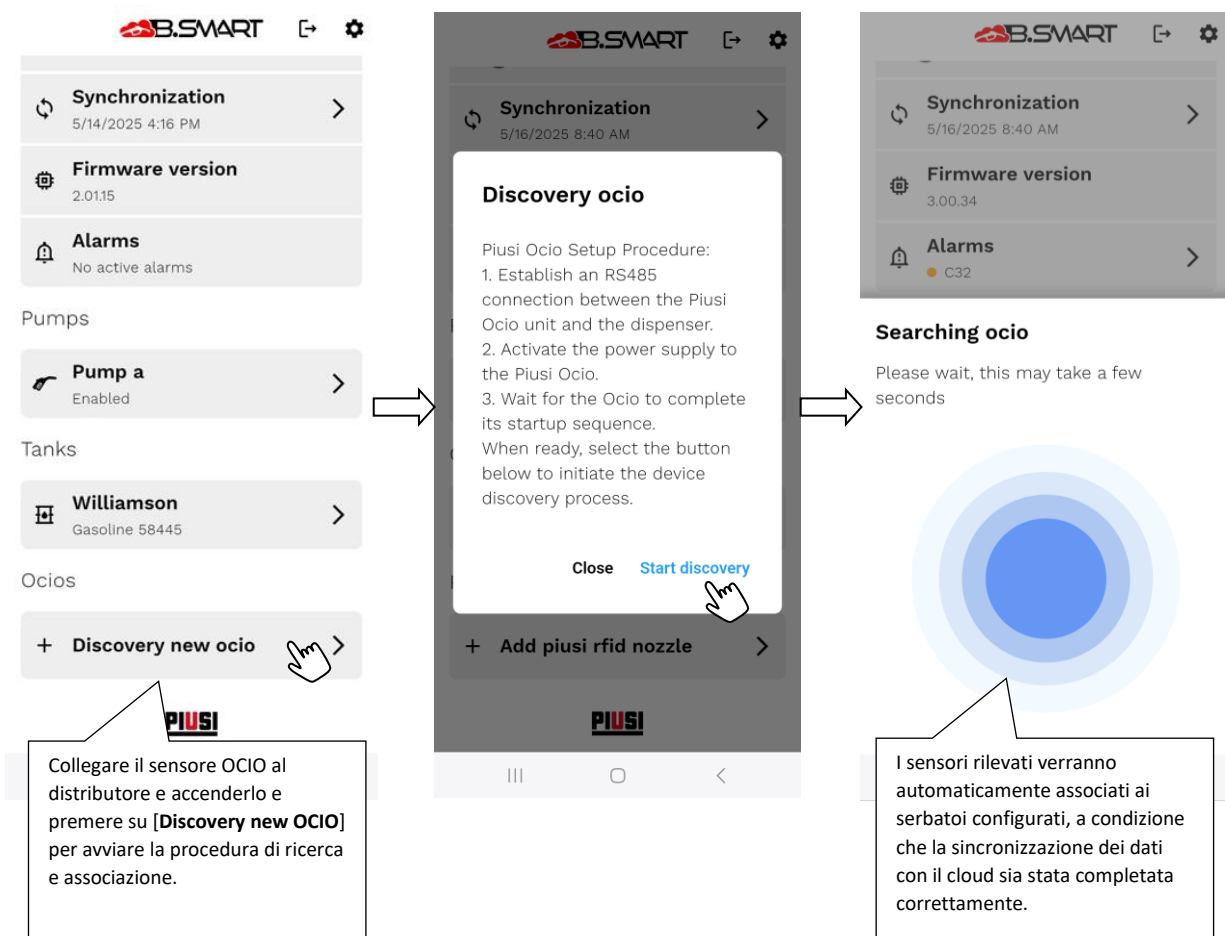 B.SMART
Synchronization
5/14/2025 4:16 PM
Firmware version
2.01.15
Alarms
No active alarms
Pumps
Pump a
Enabled
Tanks
Williamson
Gasoline 58445
Ocios
+ Discovery new ocio
PIUSI
Collegare il sensore OCIO al
distributore e accenderlo e
premere su [Discovery new OCIO]
per avviare la procedura di ricerca
e associazione.
B.SMART
Synchronization
5/16/2025 8:40 AM
Discovery ocio
Piusi Ocio Setup Procedure:
1. Establish an RS485
connection between the Piusi
Ocio unit and the dispenser.
2. Activate the power supply to
the Piusi Ocio.
3. Wait for the Ocio to complete
its startup sequence.
When ready, select the button
below to initiate the device
discovery process.
Close Start discovery
+ Add piusi rfid nozzle
PIUSI
B.SMART
Synchronization
5/16/2025 8:40 AM
Firmware version
3.00.34
Alarms
C32
Searching ocio
Please wait, this may take a few
seconds
I sensori rilevati verranno
automaticamente associati ai
serbatoi configurati, a condizione
che la sincronizzazione dei dati
con il cloud sia stata completata
correttamente.